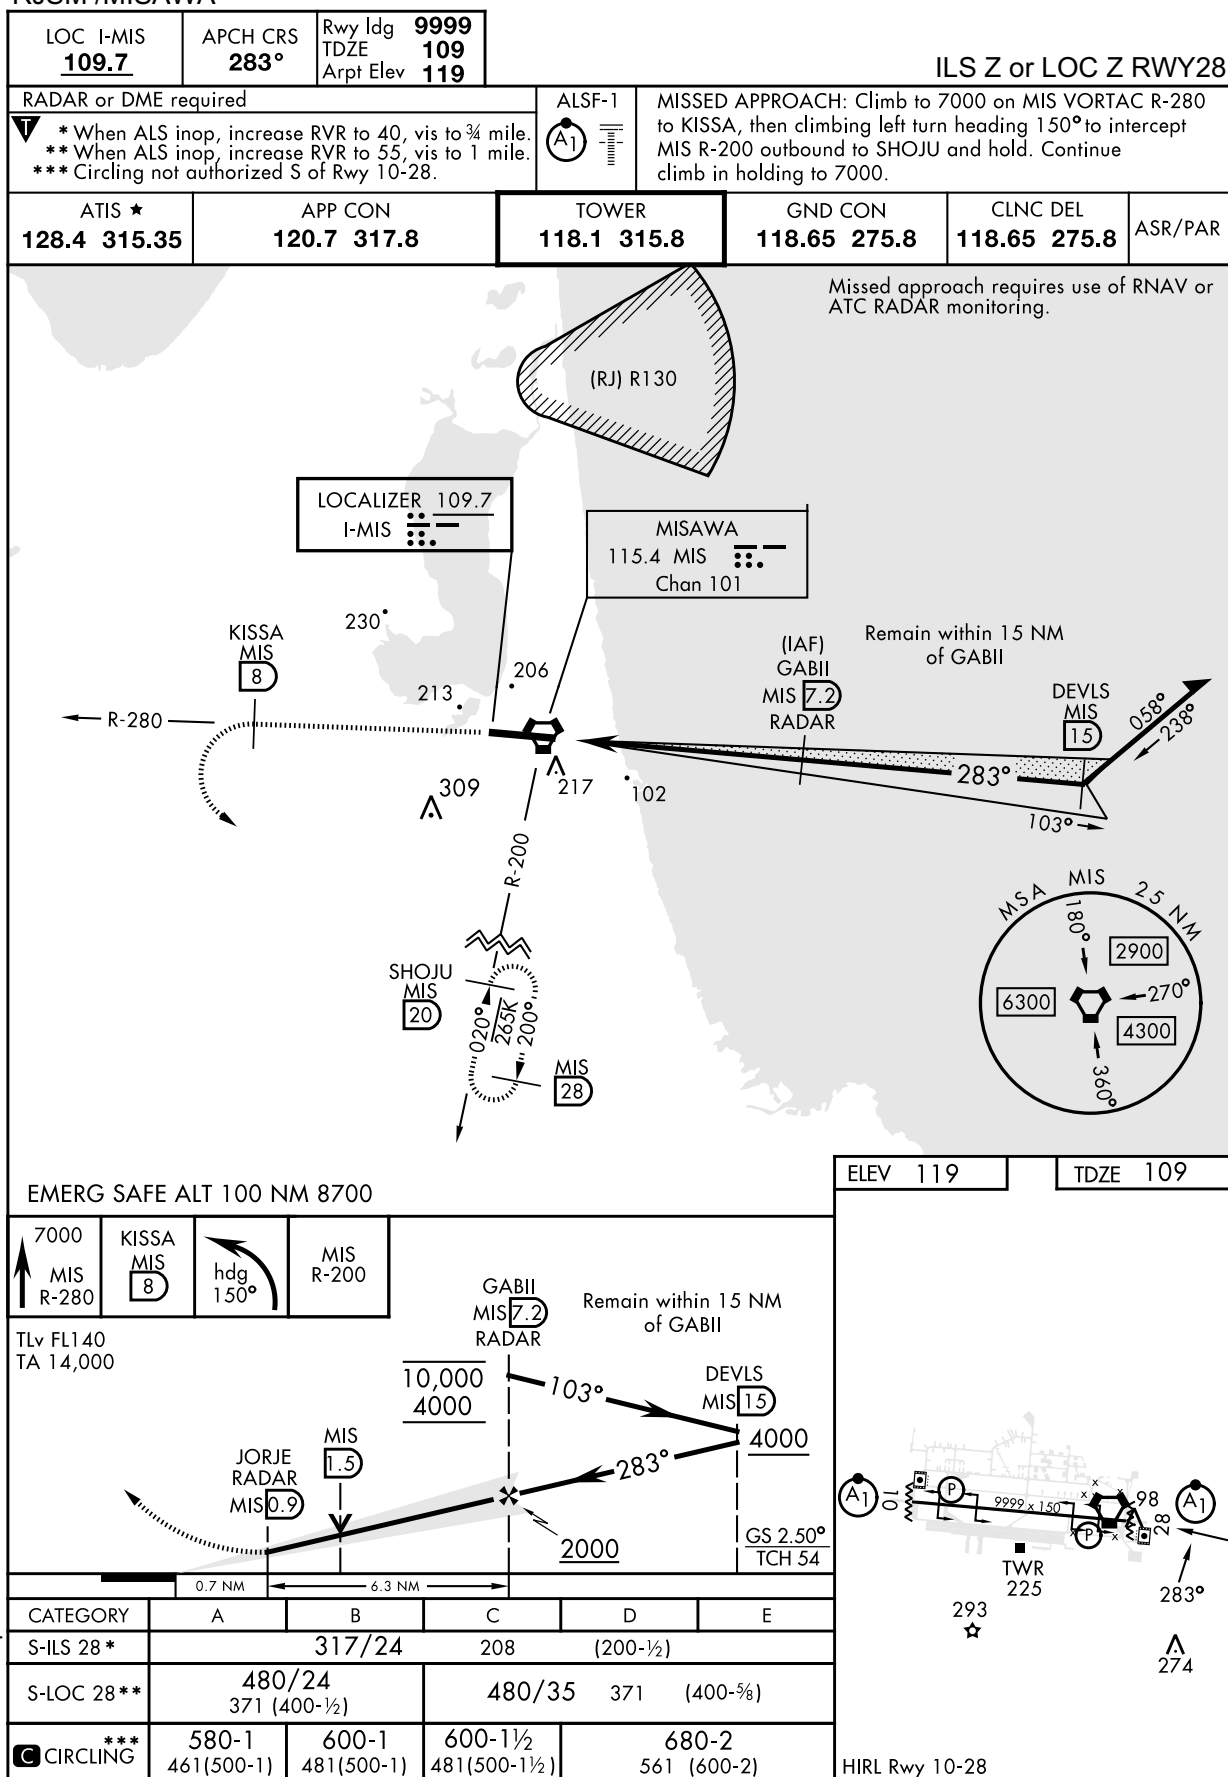 LOC I-MIS
109.7
APCH CRS
283°
Rwy ldg 9999
TDZE 109
Arpt Elev 119
ILS Z or LOC Z RWY28
RADAR or DME required
T
* When ALS inop, increase RVR to 40, vis to ¾ mile.
** When ALS inop, increase RVR to 55, vis to 1 mile.
*** Circling not authorized S of Rwy 10-28.
ALSF-1
A1
MISSED APPROACH: Climb to 7000 on MIS VORTAC R-280
to KISSA, then climbing left turn heading 150° to intercept
MIS R-200 outbound to SHOJU and hold. Continue
climb in holding to 7000.
ATIS ★
128.4 315.35
APP CON
120.7 317.8
TOWER
118.1 315.8
GND CON
118.65 275.8
CLNC DEL
118.65 275.8
ASR/PAR
Missed approach requires use of RNAV or
ATC RADAR monitoring.
(RJ) R130
LOCALIZER 109.7
I-MIS
MISAWA
115.4 MIS
Chan 101
230
KISSA
MIS
8
213
206
R-280
309
217
102
(IAF)
GABII
MIS 7.2
RADAR
Remain within 15 NM
of GABII
DEVLS
MIS
15
058°
238°
283°
103°
R-200
SHOJU
MIS
20
020°
265K
200°
MIS
28
MSA MIS 25 NM
180°
2900
6300
270°
4300
360°
EMERG SAFE ALT 100 NM 8700
ELEV 119
TDZE 109
7000
MIS
R-280
KISSA
MIS
8
hdg
150°
MIS
R-200
TLv FL140
TA 14,000
GABII
MIS 7.2
RADAR
Remain within 15 NM
of GABII
10,000
4000
103°
DEVLS
MIS 15
4000
283°
MIS
1.5
JORJE
RADAR
MIS 0.9
2000
GS 2.50°
TCH 54
0.7 NM
6.3 NM
A1
10
P
9999 x 150
P
98
28
A1
TWR
225
293
283°
274
CATEGORY A B C D E
S-ILS 28 * 317/24 208 (200-½)
S-LOC 28 ** 480/24 371 (400-½) 480/35 371 (400-⅝)
C CIRCLING *** 580-1 461(500-1) 600-1 481(500-1) 600-1½ 481(500-1½) 680-2 561 (600-2)
HIRL Rwy 10-28